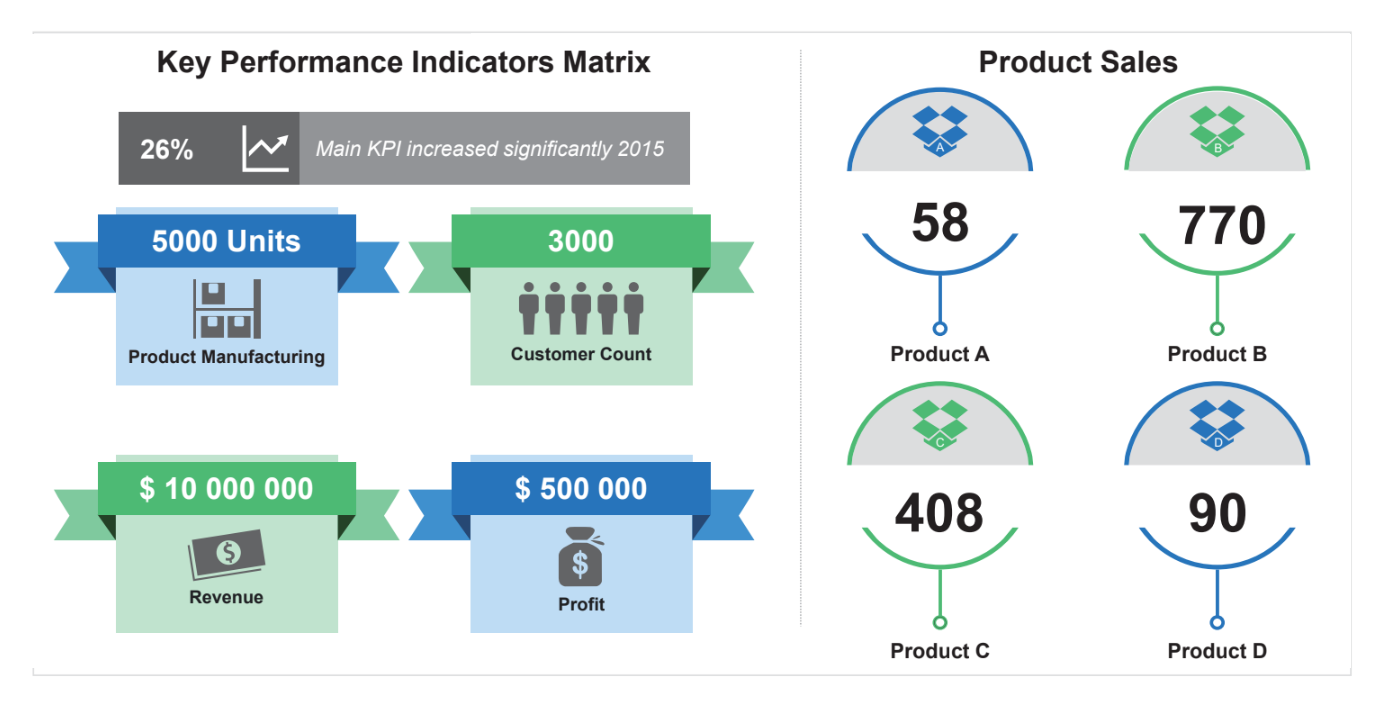 Key Performance Indicators Matrix
26%
Main KPI increased significantly 2015
5000 Units
Product Manufacturing
3000
Customer Count
$ 10 000 000
$
Revenue
$ 500 000
$
Profit
Product Sales
A
58
Product A
B
770
Product B
C
408
Product C
D
90
Product D